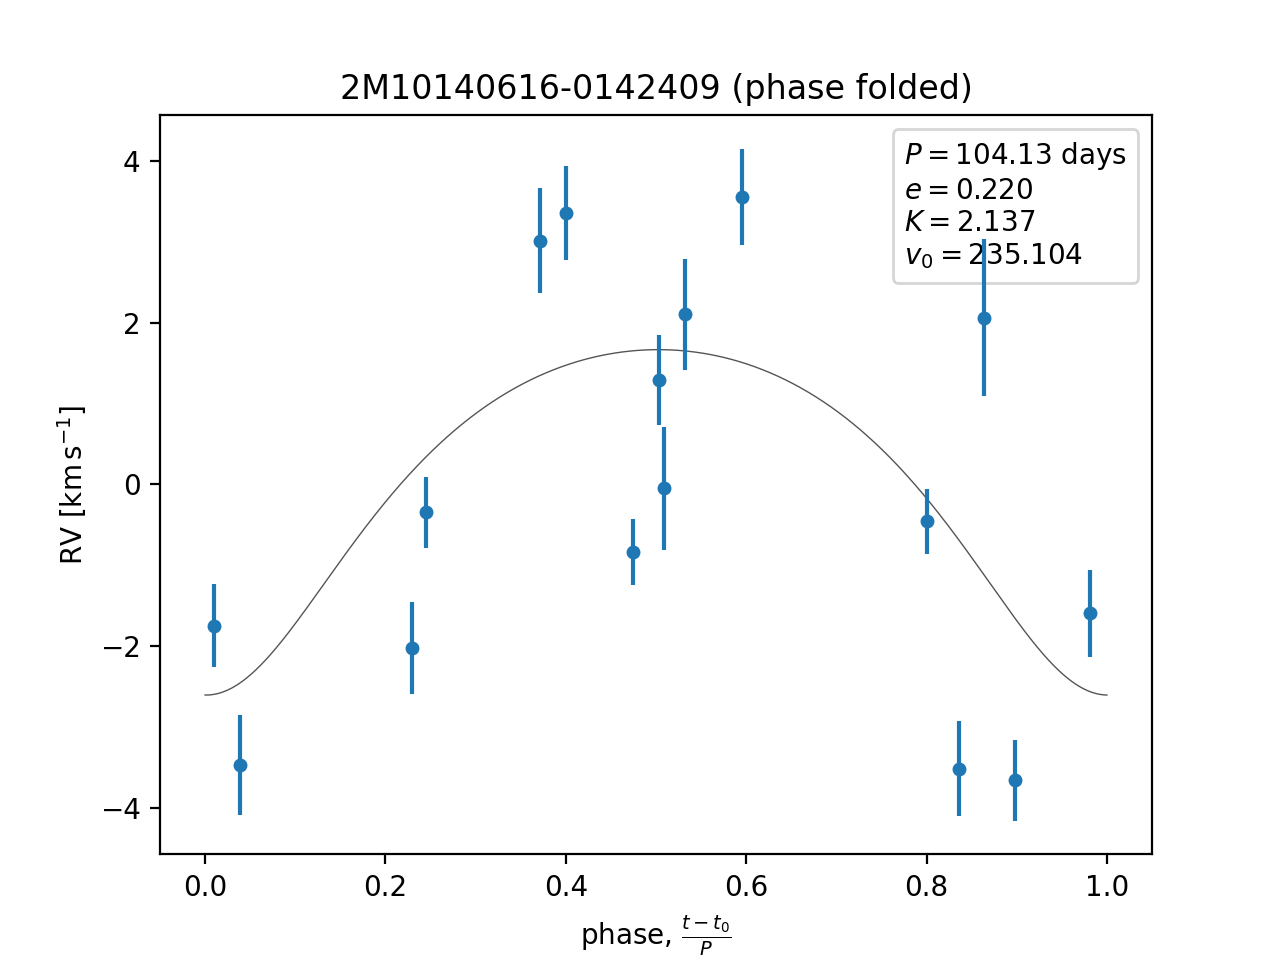 2M10140616-0142409 (phase folded)
P = 104.13 days
e = 0.220
K = 2.137
v₀ = 235.104
4
2
0
−2
−4
RV [km s⁻¹]
0.0 0.2 0.4 0.6 0.8 1.0
phase, (t − t₀)/P